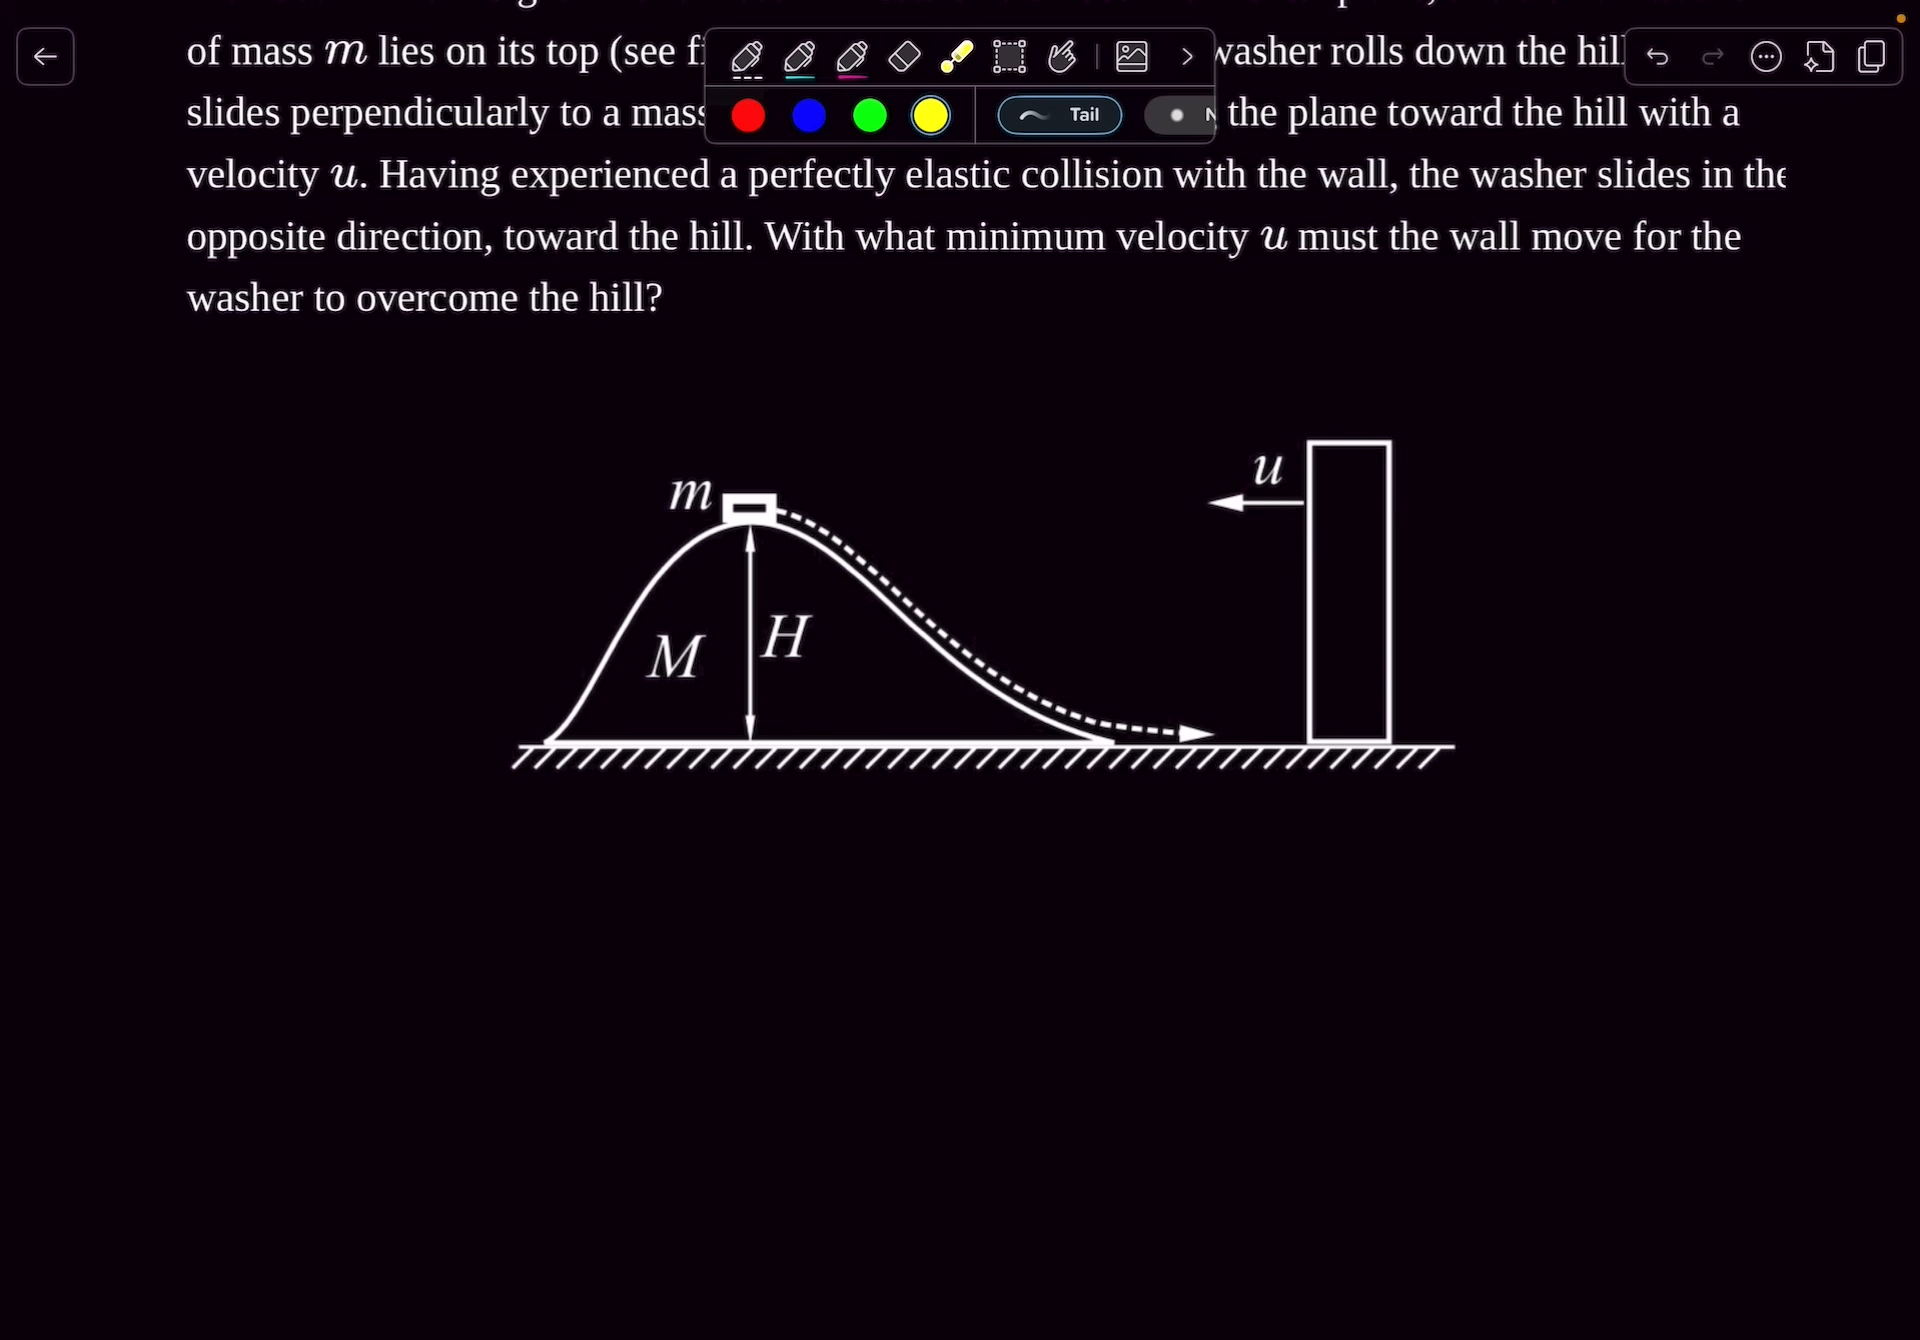 of mass m lies on its top (see washer rolls down the hill
slides perpendicularly to a mass the plane toward the hill with a
Tail
velocity u. Having experienced a perfectly elastic collision with the wall, the washer slides in the
opposite direction, toward the hill. With what minimum velocity u must the wall move for the
washer to overcome the hill?
u
m
H
M